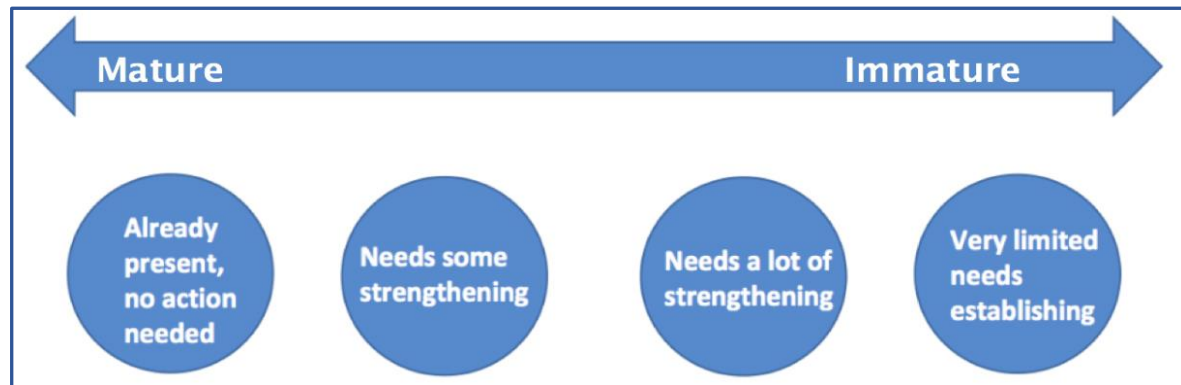 Mature
Immature
Already
present,
no action
needed
Needs some
strengthening
Needs a lot of
strengthening
Very limited
needs
establishing